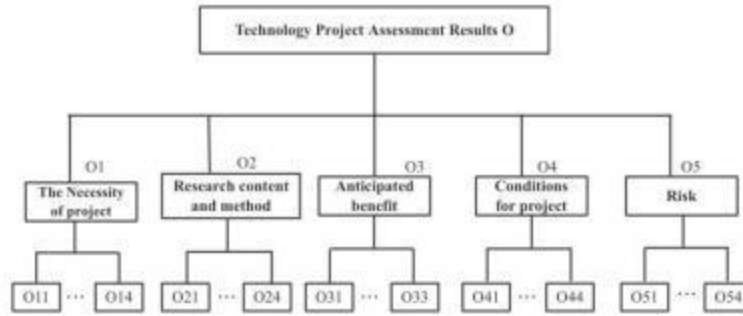 Technology Project Assessment Results O
O1
O2
O3
O4
O5
The Necessity
of project
Research content
and method
Anticipated
benefit
Conditions
for project
Risk
O11 ... O14
O21 ... O24
O31 ... O33
O41 ... O44
O51 ... O54